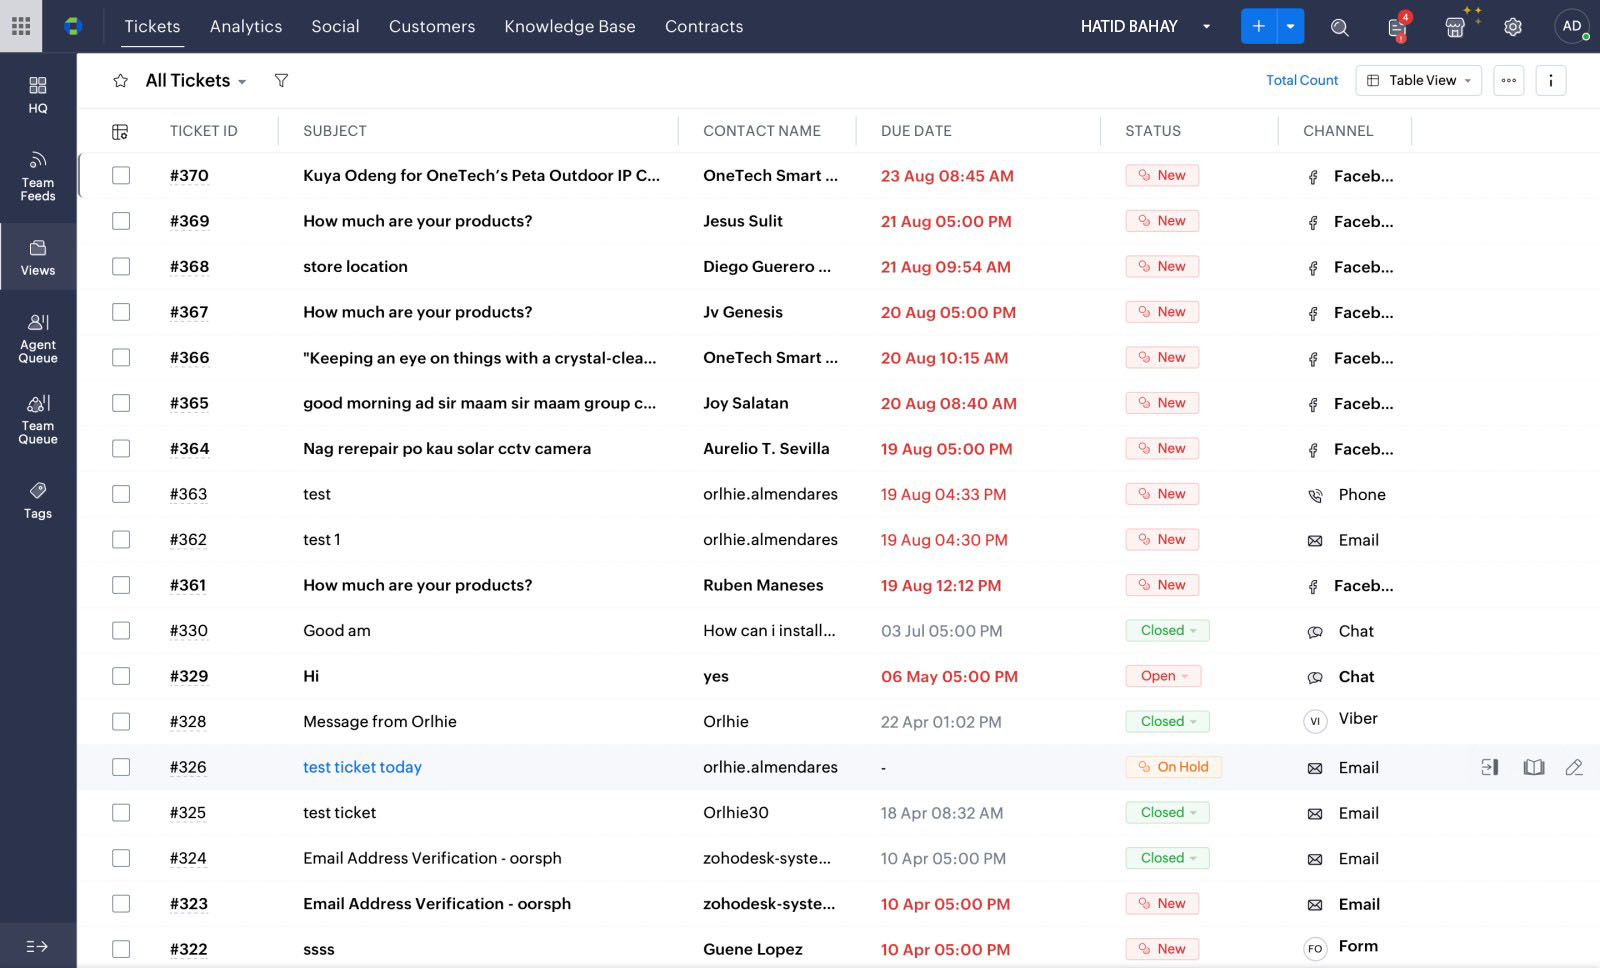 Tickets Analytics Social Customers Knowledge Base Contracts HATID BAHAY 4 AD
HQ
Team Feeds
Views
Agent Queue
Team Queue
Tags
All Tickets Total Count Table View
TICKET ID SUBJECT CONTACT NAME DUE DATE STATUS CHANNEL
#370 Kuya Odeng for OneTech’s Peta Outdoor IP C... OneTech Smart ... 23 Aug 08:45 AM New Faceb...
#369 How much are your products? Jesus Sulit 21 Aug 05:00 PM New Faceb...
#368 store location Diego Guerero ... 21 Aug 09:54 AM New Faceb...
#367 How much are your products? Jv Genesis 20 Aug 05:00 PM New Faceb...
#366 "Keeping an eye on things with a crystal-clea... OneTech Smart ... 20 Aug 10:15 AM New Faceb...
#365 good morning ad sir maam sir maam group c... Joy Salatan 20 Aug 08:40 AM New Faceb...
#364 Nag rerepair po kau solar cctv camera Aurelio T. Sevilla 19 Aug 05:00 PM New Faceb...
#363 test orlhie.almendares 19 Aug 04:33 PM New Phone
#362 test 1 orlhie.almendares 19 Aug 04:30 PM New Email
#361 How much are your products? Ruben Maneses 19 Aug 12:12 PM New Faceb...
#330 Good am How can i install... 03 Jul 05:00 PM Closed Chat
#329 Hi yes 06 May 05:00 PM Open Chat
#328 Message from Orlhie Orlhie 22 Apr 01:02 PM Closed VI Viber
#326 test ticket today orlhie.almendares - On Hold Email
#325 test ticket Orlhie30 18 Apr 08:32 AM Closed Email
#324 Email Address Verification - oorsph zohodesk-syste... 10 Apr 05:00 PM Closed Email
#323 Email Address Verification - oorsph zohodesk-syste... 10 Apr 05:00 PM New Email
#322 ssss Guene Lopez 10 Apr 05:00 PM New FO Form